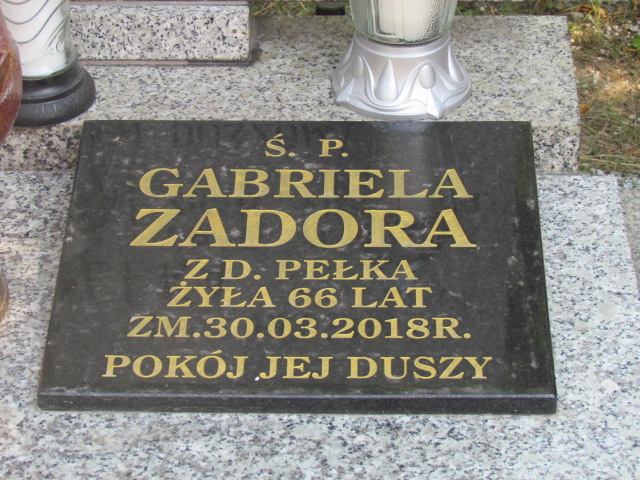 Ś. P.
GABRIELA
ZADORA
Z D. PEŁKA
ŻYŁA 66 LAT
ZM.30.03.2018R.
POKÓJ JEJ DUSZY